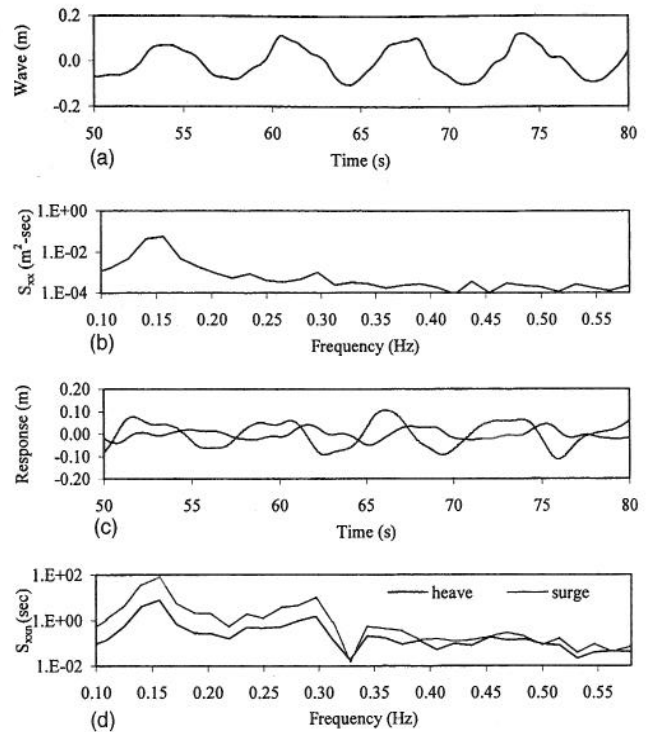 Wave (m)
0.2
0.0
-0.2
50 55 60 65 70 75 80
(a)
Time (s)
S_xx (m²-sec)
1.E+00
1.E-02
1.E-04
0.10 0.15 0.20 0.25 0.30 0.35 0.40 0.45 0.50 0.55
(b)
Frequency (Hz)
Response (m)
0.20
0.10
0.00
-0.10
-0.20
50 55 60 65 70 75 80
(c)
Time (s)
S_xxn (sec)
1.E+02
1.E+00
1.E-02
heave surge
0.10 0.15 0.20 0.25 0.30 0.35 0.40 0.45 0.50 0.55
(d)
Frequency (Hz)